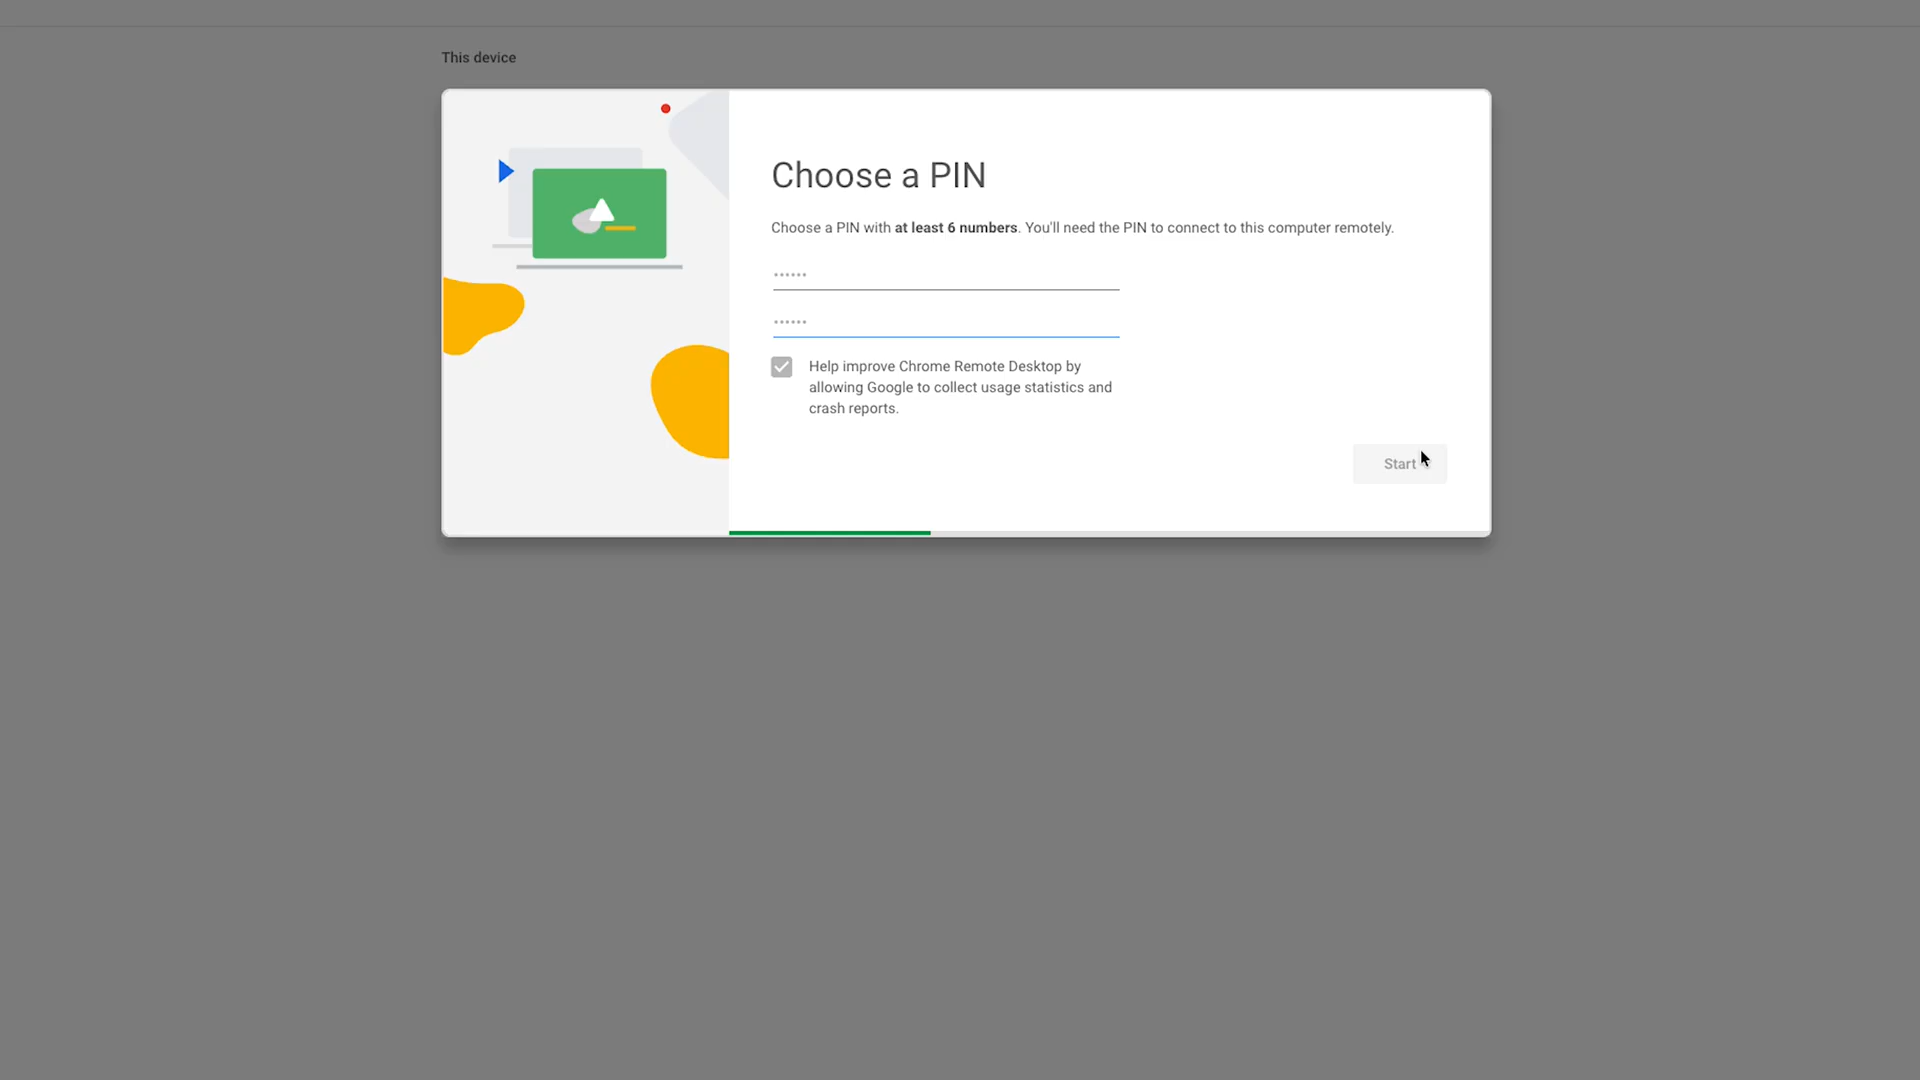 This device
Choose a PIN
Choose a PIN with at least 6 numbers. You'll need the PIN to connect to this computer remotely.
••••••
••••••
Help improve Chrome Remote Desktop by
allowing Google to collect usage statistics and
crash reports.
Start